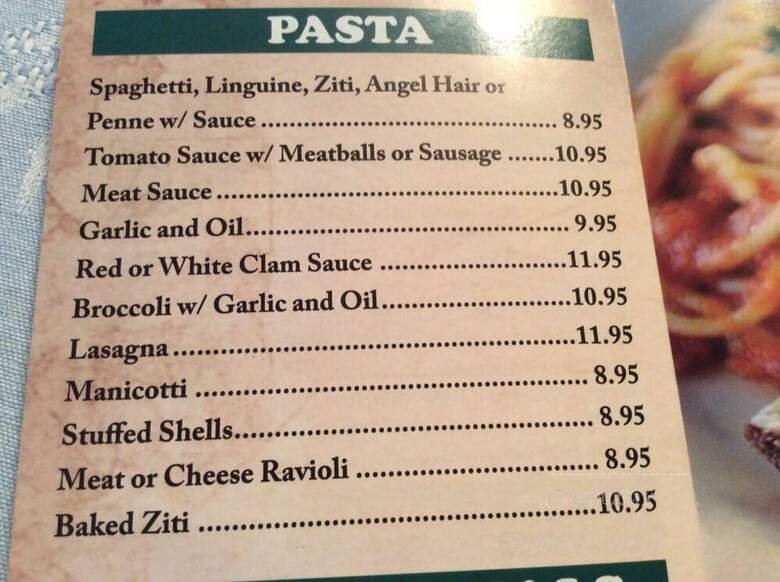 PASTA
Spaghetti, Linguine, Ziti, Angel Hair or
Penne w/ Sauce .............................................. 8.95
Tomato Sauce w/ Meatballs or Sausage .......10.95
Meat Sauce .....................................................10.95
Garlic and Oil.................................................. 9.95
Red or White Clam Sauce ............................11.95
Broccoli w/ Garlic and Oil.............................10.95
Lasagna ..............................................................11.95
Manicotti .......................................................... 8.95
Stuffed Shells..................................................... 8.95
Meat or Cheese Ravioli .................................... 8.95
Baked Ziti ..........................................................10.95